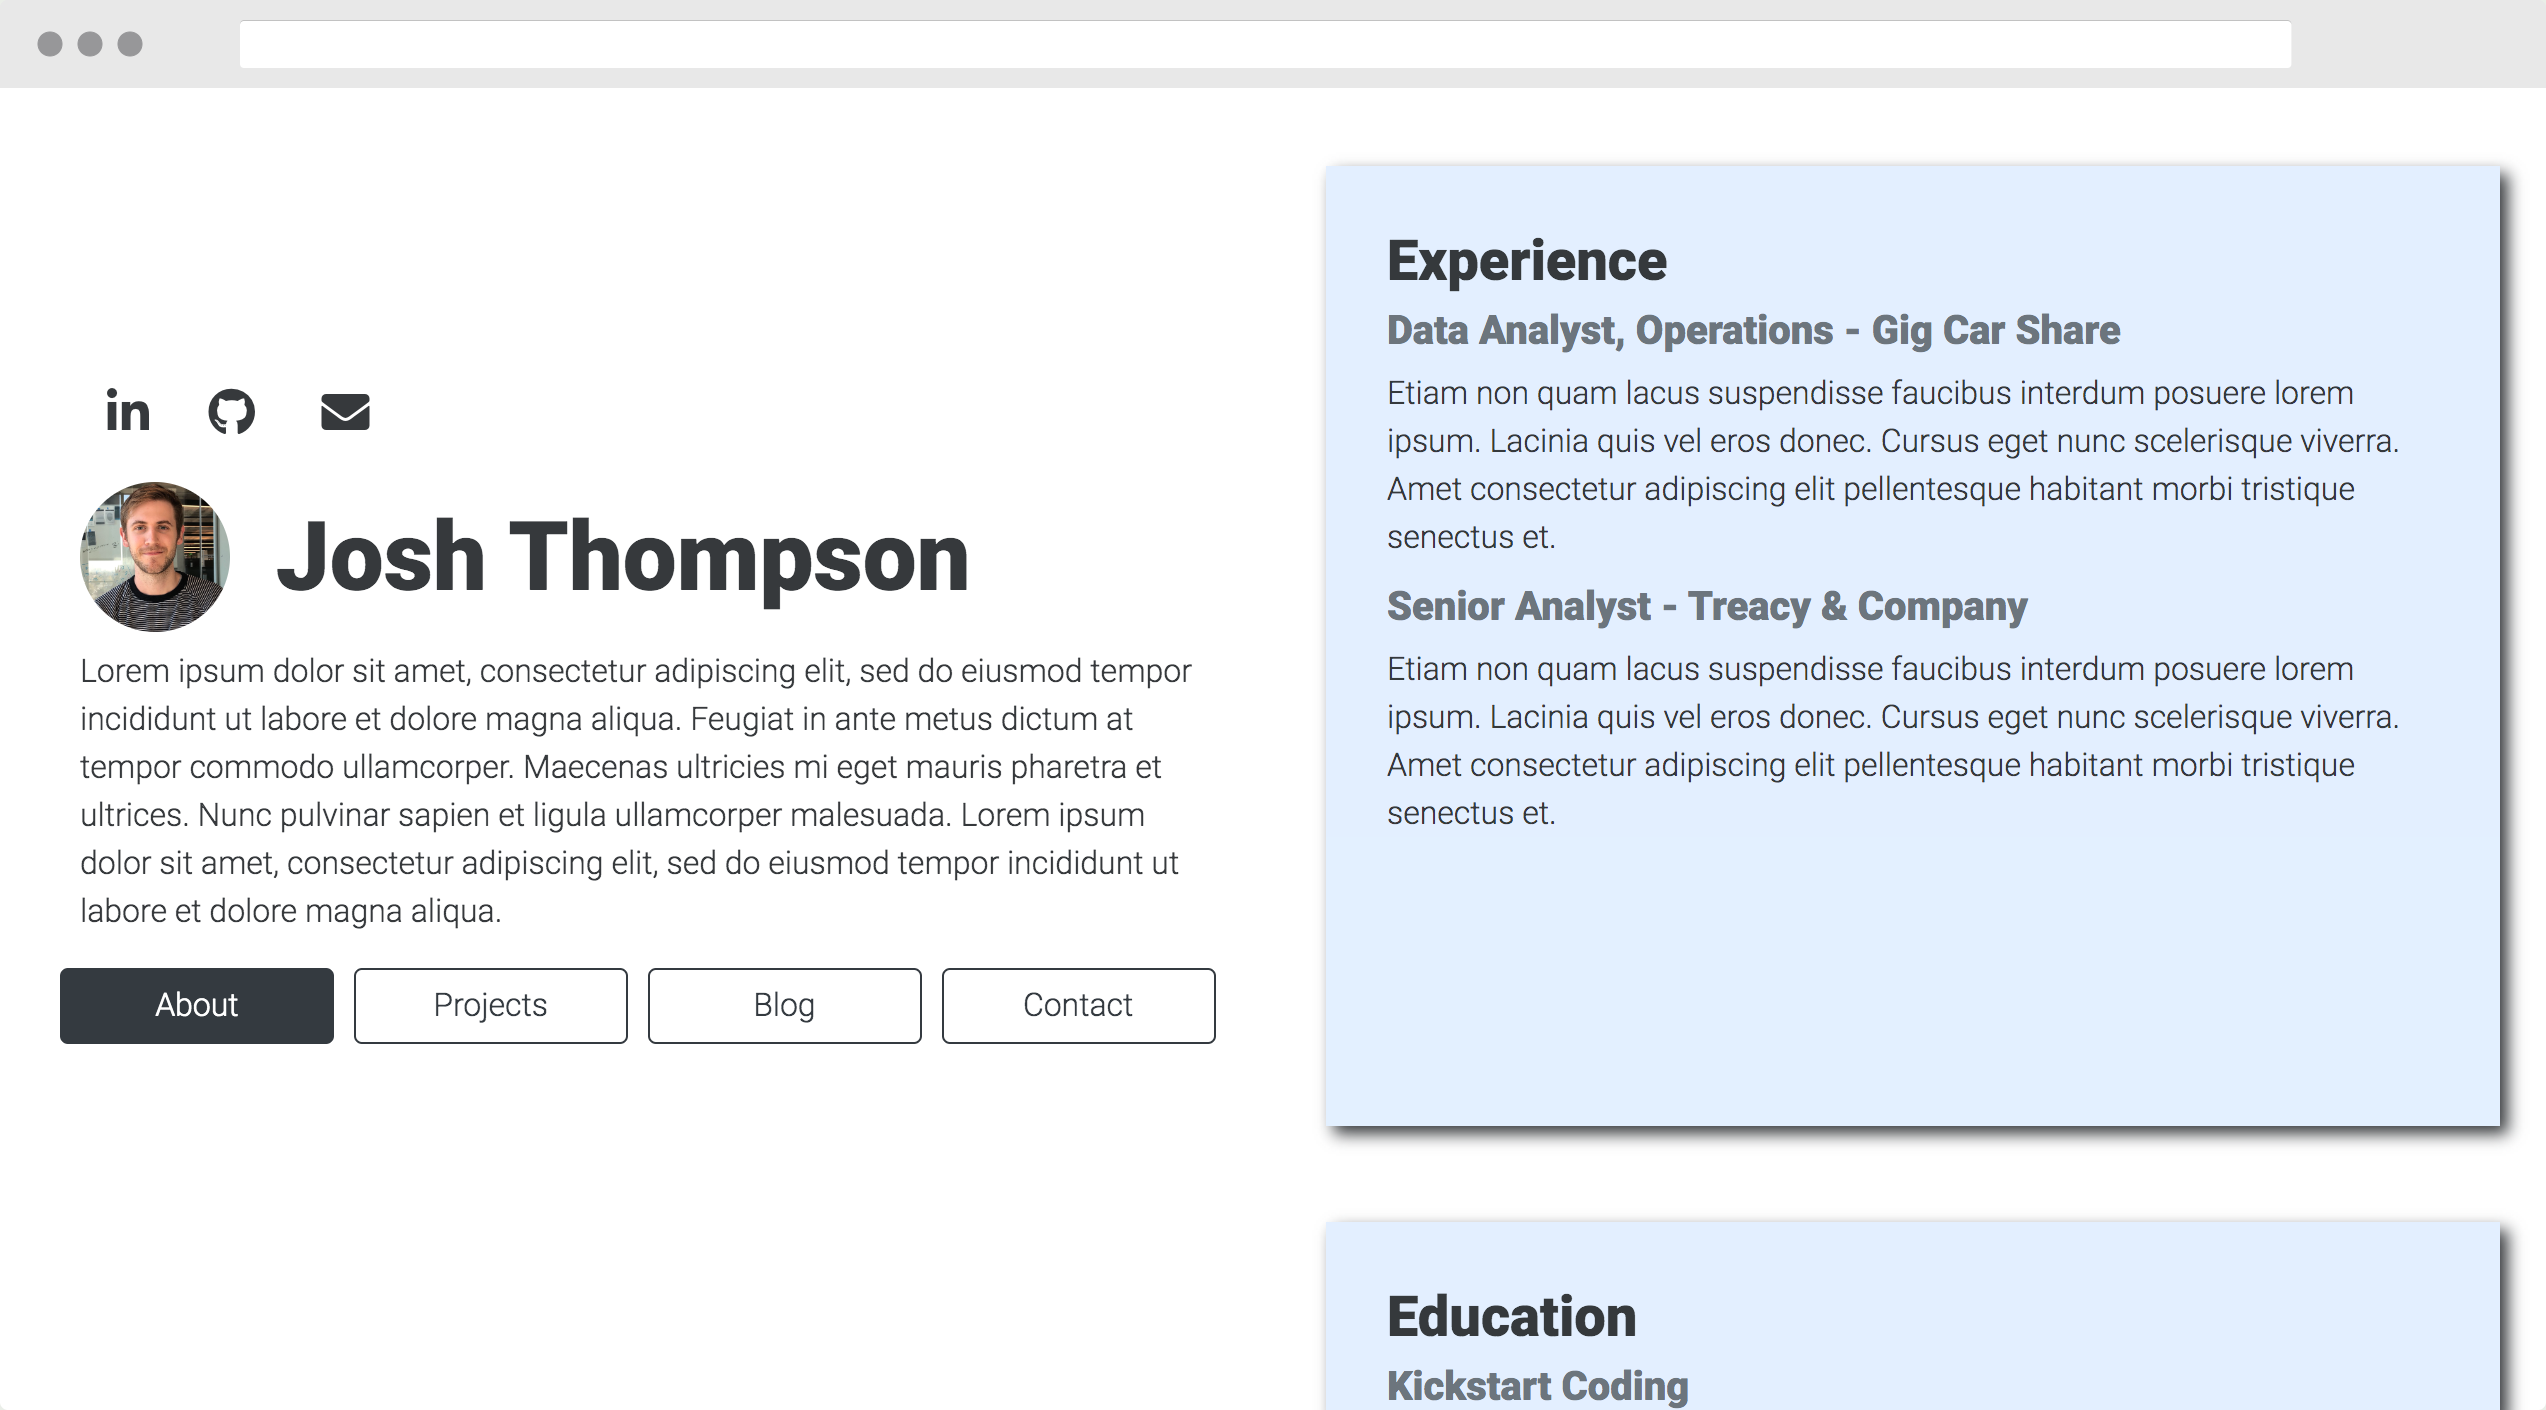 in
Josh Thompson
Lorem ipsum dolor sit amet, consectetur adipiscing elit, sed do eiusmod tempor
incididunt ut labore et dolore magna aliqua. Feugiat in ante metus dictum at
tempor commodo ullamcorper. Maecenas ultricies mi eget mauris pharetra et
ultrices. Nunc pulvinar sapien et ligula ullamcorper malesuada. Lorem ipsum
dolor sit amet, consectetur adipiscing elit, sed do eiusmod tempor incididunt ut
labore et dolore magna aliqua.
About
Projects
Blog
Contact
Experience
Data Analyst, Operations - Gig Car Share
Etiam non quam lacus suspendisse faucibus interdum posuere lorem
ipsum. Lacinia quis vel eros donec. Cursus eget nunc scelerisque viverra.
Amet consectetur adipiscing elit pellentesque habitant morbi tristique
senectus et.
Senior Analyst - Treacy & Company
Etiam non quam lacus suspendisse faucibus interdum posuere lorem
ipsum. Lacinia quis vel eros donec. Cursus eget nunc scelerisque viverra.
Amet consectetur adipiscing elit pellentesque habitant morbi tristique
senectus et.
Education
Kickstart Coding